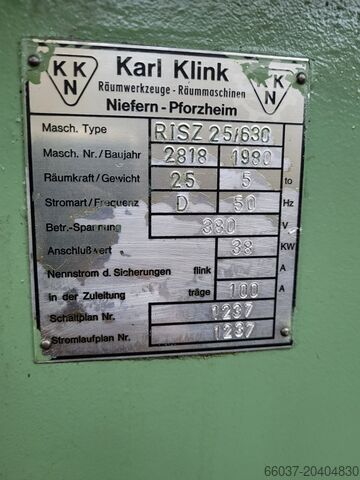 KK
N
Karl Klink
KK
N
Räumwerkzeuge - Räummaschinen
Niefern-Pforzheim
Masch. Type RISZ 25/630
Masch. Nr./Baujahr 2818 1980
Räumkraft/Gewicht 25 5 to
Stromart/Frequenz D 50 Hz
Betr.-Spannung 380 V
Anschlußwert 38 KW
Nennstrom d. Sicherungen flink A
in der Zuleitung träge 100 A
Schaltplan Nr. 1237
Stromlaufplan Nr. 1237
66037-20404830